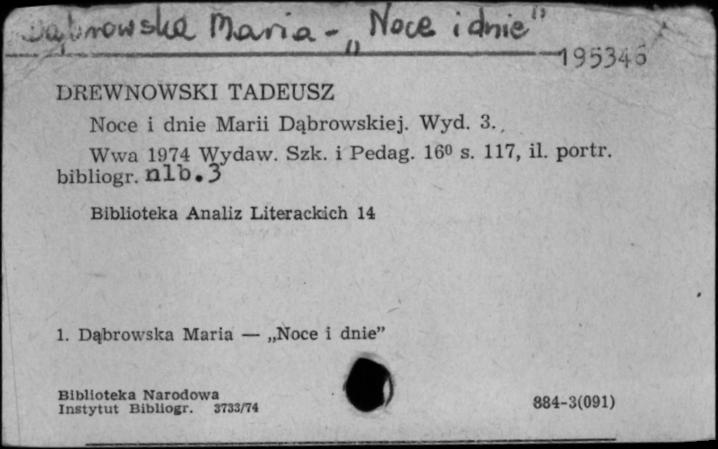 Dąbrowska Maria - „Noce i dnie"
195346
DREWNOWSKI TADEUSZ
Noce i dnie Marii Dąbrowskiej. Wyd. 3.
Wwa 1974 Wydaw. Szk. i Pedag. 16⁰ s. 117, il. portr.
bibliogr. nlb.3
Biblioteka Analiz Literackich 14
1. Dąbrowska Maria — „Noce i dnie”
Biblioteka Narodowa
Instytut Bibliogr. 3733/74
884-3(091)